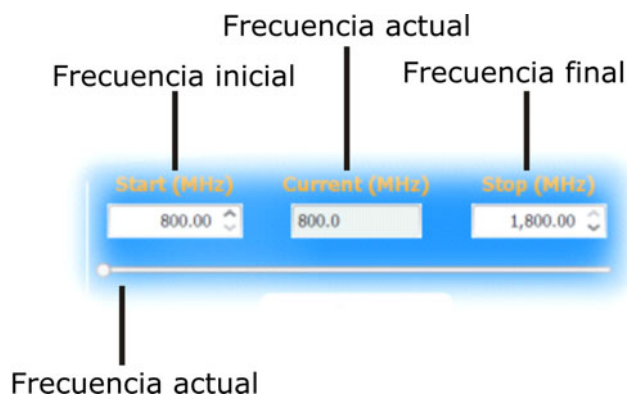 Frecuencia actual
Frecuencia inicial
Frecuencia final
Start (MHz)
Current (MHz)
Stop (MHz)
800.00
800.0
1,800.00
Frecuencia actual